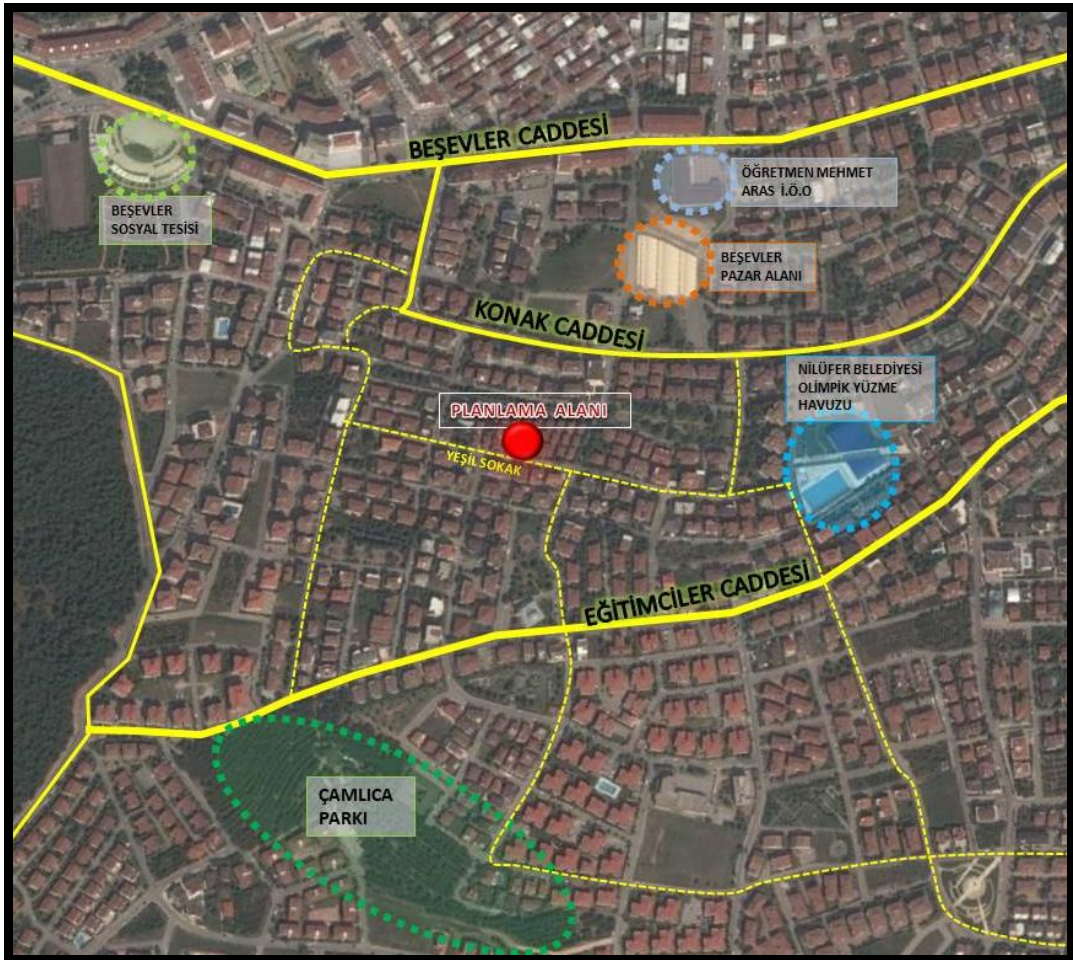 BEŞEVLER CADDESİ
ÖĞRETMEN MEHMET
ARAS İ.Ö.O
BEŞEVLER
SOSYAL TESİSİ
BEŞEVLER
PAZAR ALANI
KONAK CADDESİ
NİLÜFER BELEDİYESİ
OLİMPİK YÜZME
HAVUZU
PLANLAMA ALANI
YEŞİL SOKAK
EĞİTİMCİLER CADDESİ
ÇAMLICA
PARKI